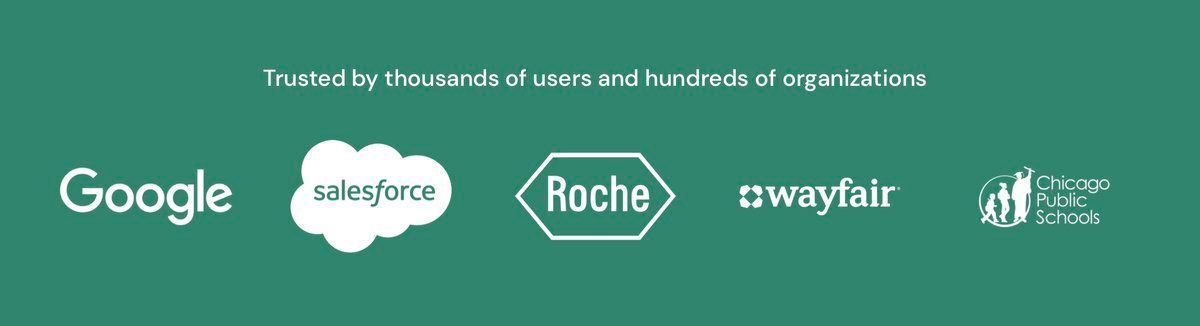 Trusted by thousands of users and hundreds of organizations
Google
salesforce
Roche
wayfair
Chicago
Public
Schools